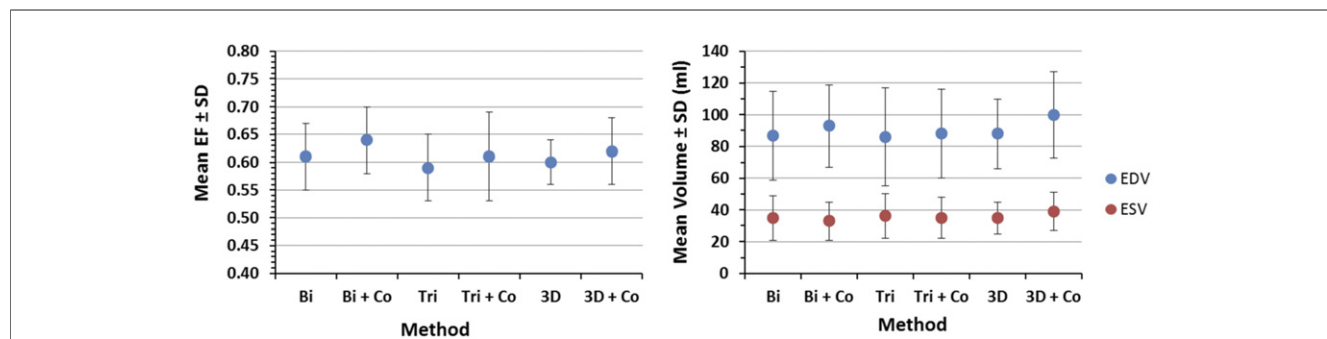 Mean EF ± SD
0.80
0.75
0.70
0.65
0.60
0.55
0.50
0.45
0.40
Bi Bi + Co Tri Tri + Co 3D 3D + Co
Method
Mean Volume ± SD (ml)
140
120
100
80
60
40
20
0
Bi Bi + Co Tri Tri + Co 3D 3D + Co
Method
EDV
ESV